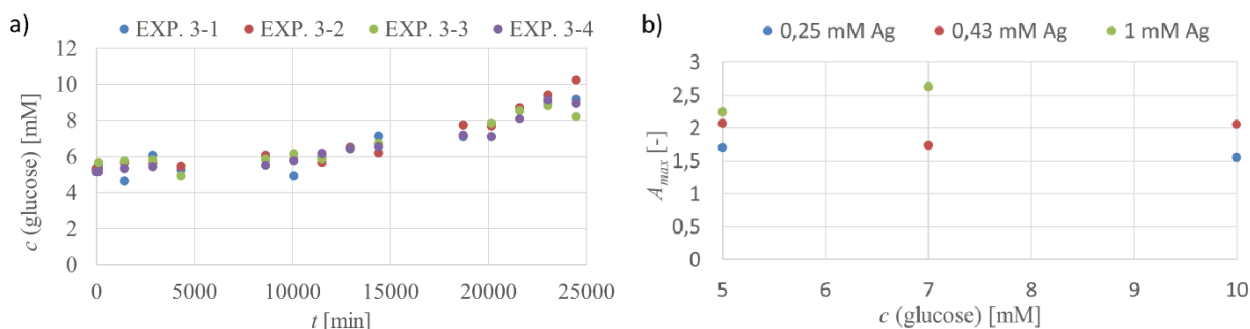 a)
EXP. 3-1 EXP. 3-2 EXP. 3-3 EXP. 3-4
12
10
8
6
4
2
0
c (glucose) [mM]
0 5000 10000 15000 20000 25000
t [min]
b)
0,25 mM Ag 0,43 mM Ag 1 mM Ag
3
2,5
2
1,5
1
0,5
0
Amax [-]
5 6 7 8 9 10
c (glucose) [mM]